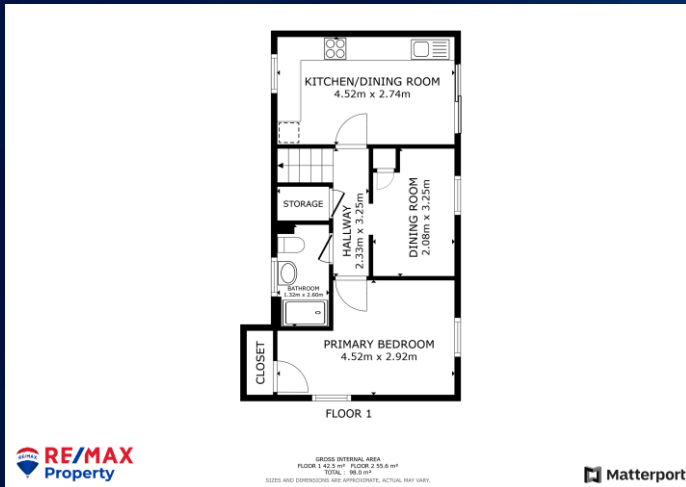 KITCHEN/DINING ROOM
4.52m x 2.74m
STORAGE
HALLWAY
2.33m x 3.25m
DINING ROOM
2.08m x 3.25m
BATHROOM
1.32m x 2.60m
PRIMARY BEDROOM
4.52m x 2.92m
CLOSET
FLOOR 1
RE/MAX
RE/MAX
Property
GROSS INTERNAL AREA
FLOOR 1 42.5 m² FLOOR 2 55.6 m²
TOTAL : 98.0 m²
SIZES AND DIMENSIONS ARE APPROXIMATE, ACTUAL MAY VARY.
Matterport